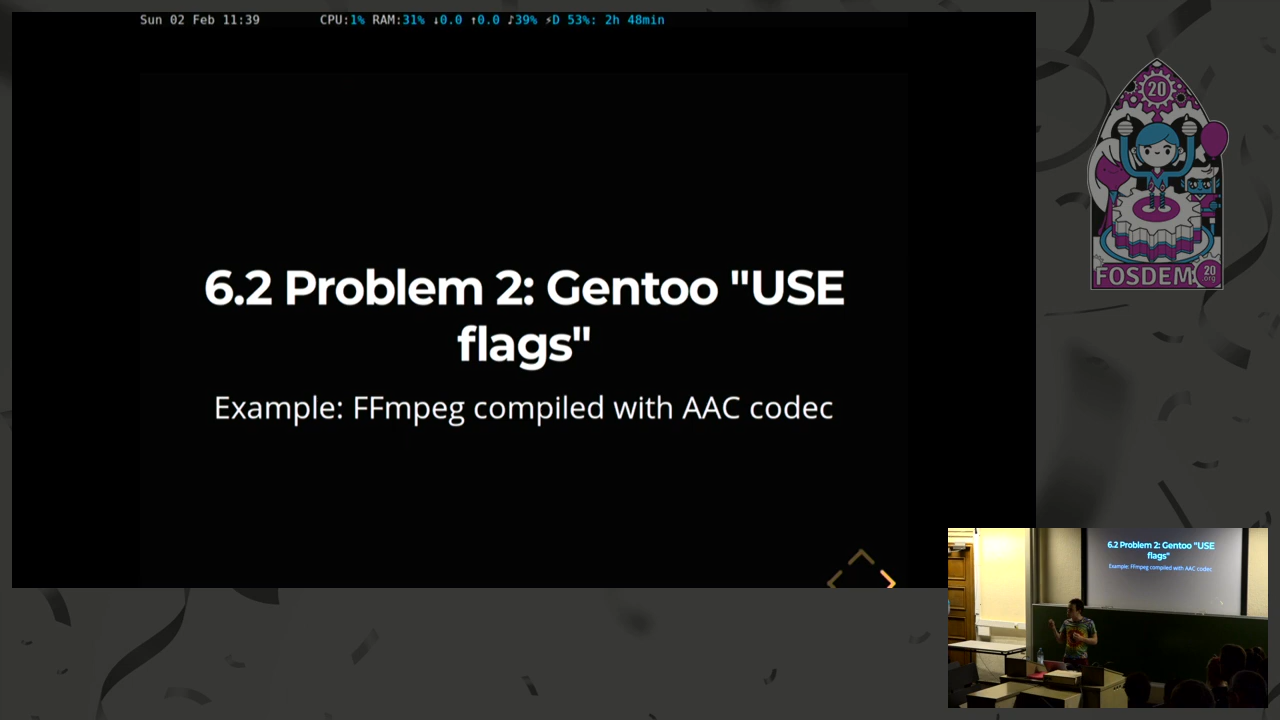 Sun 02 Feb 11:39 CPU:1% RAM:31% ↓0.0 ↑0.0 ♪39% ⚡D 53%: 2h 48min
6.2 Problem 2: Gentoo "USE
flags"
Example: FFmpeg compiled with AAC codec
20
FOSDEM
20
org
6.2 Problem 2: Gentoo "USE
flags"
Example: FFmpeg compiled with AAC codec